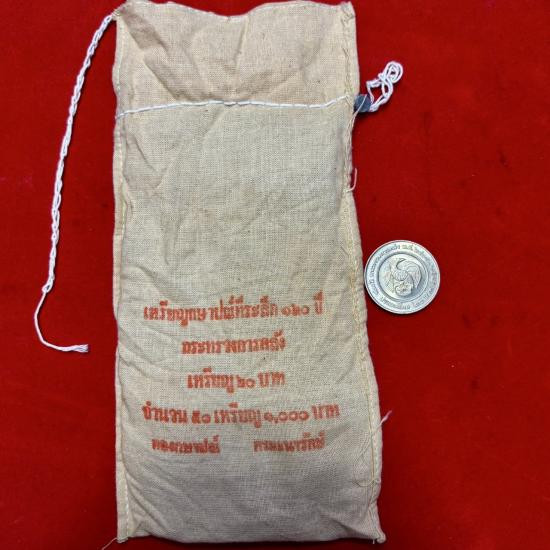 เหรียญกษาปณ์ที่ระลึก ๑๒๐ ปี
กระทรวงการคลัง
เหรียญ ๒๐ บาท
จำนวน ๕๐ เหรียญ ๑,๐๐๐ บาท
กองกษาปณ์ กรมธนารักษ์